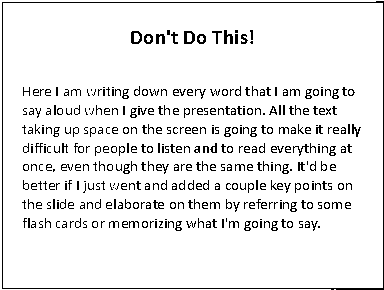 Don't Do This!
Here I am writing down every word that I am going to
say aloud when I give the presentation. All the text
taking up space on the screen is going to make it really
difficult for people to listen and to read everything at
once, even though they are the same thing. It'd be
better if I just went and added a couple key points on
the slide and elaborate on them by referring to some
flash cards or memorizing what I'm going to say.